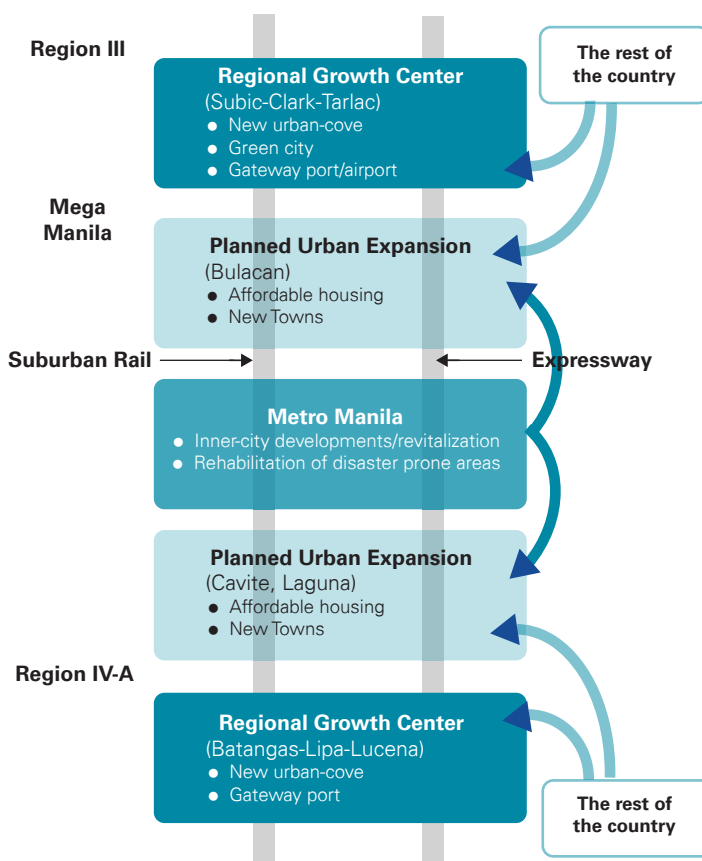 Region III
The rest of
the country
Regional Growth Center
(Subic-Clark-Tarlac)
● New urban-cove
● Green city
● Gateway port/airport
Mega
Manila
Planned Urban Expansion
(Bulacan)
● Affordable housing
● New Towns
Suburban Rail
Expressway
Metro Manila
● Inner-city developments/revitalization
● Rehabilitation of disaster prone areas
Planned Urban Expansion
(Cavite, Laguna)
● Affordable housing
● New Towns
Region IV-A
Regional Growth Center
(Batangas-Lipa-Lucena)
● New urban-cove
● Gateway port
The rest of
the country